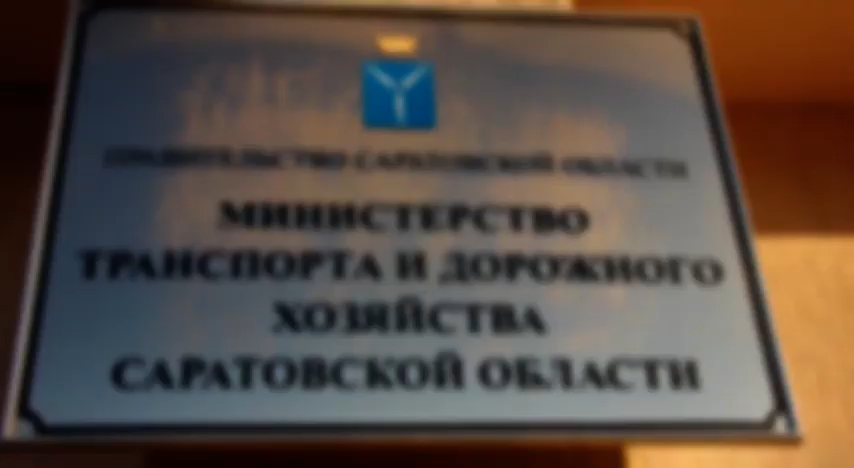 ПРАВИТЕЛЬСТВО САРАТОВСКОЙ ОБЛАСТИ
МИНИСТЕРСТВО
ТРАНСПОРТА И ДОРОЖНОГО
ХОЗЯЙСТВА
САРАТОВСКОЙ ОБЛАСТИ